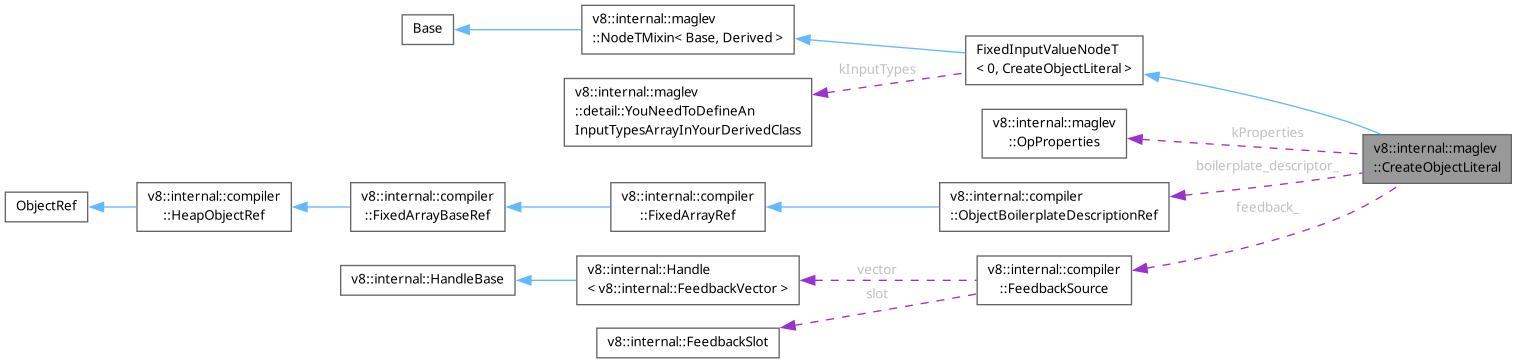 Base
v8::internal::maglev
::NodeTMixin< Base, Derived >
FixedInputValueNodeT
< 0, CreateObjectLiteral >
kInputTypes
v8::internal::maglev
::detail::YouNeedToDefineAn
InputTypesArrayInYourDerivedClass
v8::internal::maglev
::OpProperties
kProperties
v8::internal::maglev
::CreateObjectLiteral
boilerplate_descriptor_
ObjectRef
v8::internal::compiler
::HeapObjectRef
v8::internal::compiler
::FixedArrayBaseRef
v8::internal::compiler
::FixedArrayRef
v8::internal::compiler
::ObjectBoilerplateDescriptionRef
feedback_
v8::internal::HandleBase
v8::internal::Handle
< v8::internal::FeedbackVector >
vector
slot
v8::internal::compiler
::FeedbackSource
v8::internal::FeedbackSlot